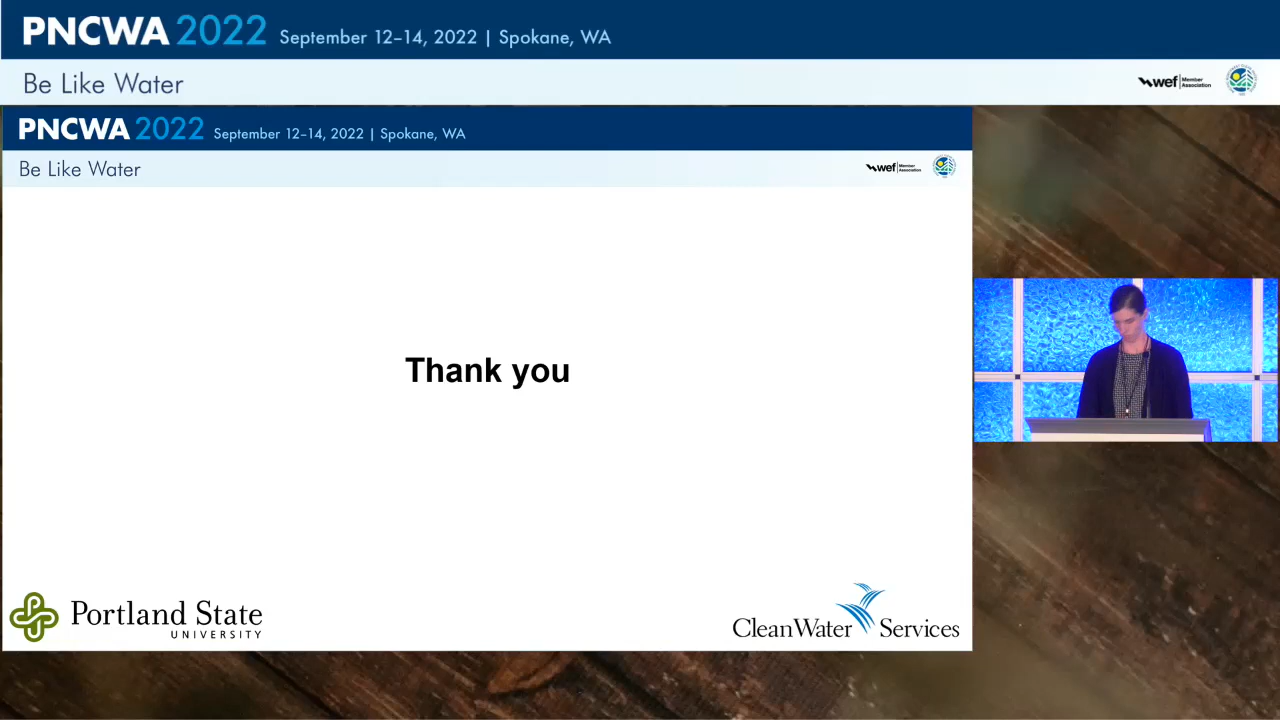 PNCWA 2022 September 12–14, 2022 | Spokane, WA
Be Like Water
wef Member Association
PNCWA 2022 September 12–14, 2022 | Spokane, WA
Be Like Water
wef Member Association
Thank you
Portland State
UNIVERSITY
CleanWater Services